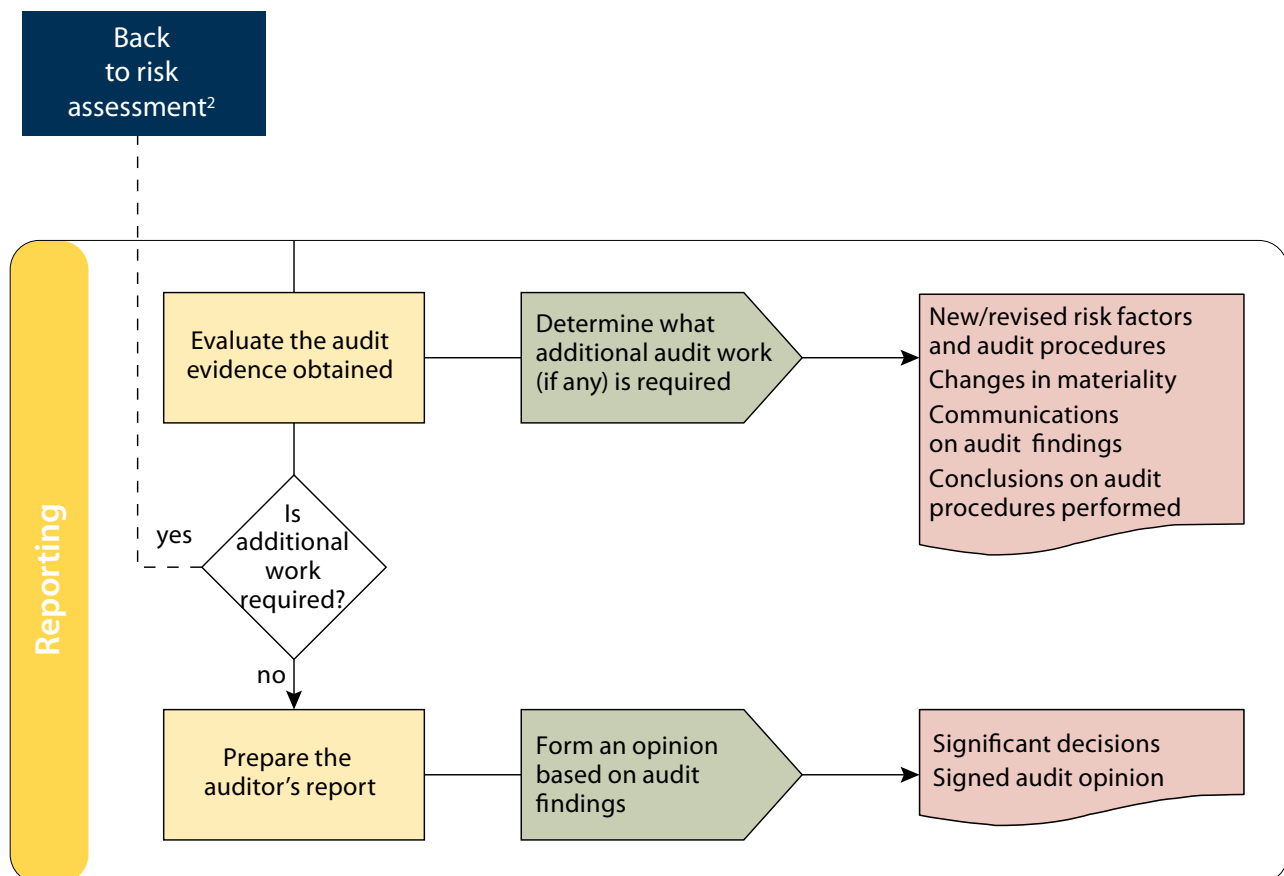 Back
to risk
assessment²
Reporting
Evaluate the audit
evidence obtained
Determine what
additional audit work
(if any) is required
New/revised risk factors
and audit procedures
Changes in materiality
Communications
on audit findings
Conclusions on audit
procedures performed
Is
additional
work
required?
yes
no
Prepare the
auditor’s report
Form an opinion
based on audit
findings
Significant decisions
Signed audit opinion